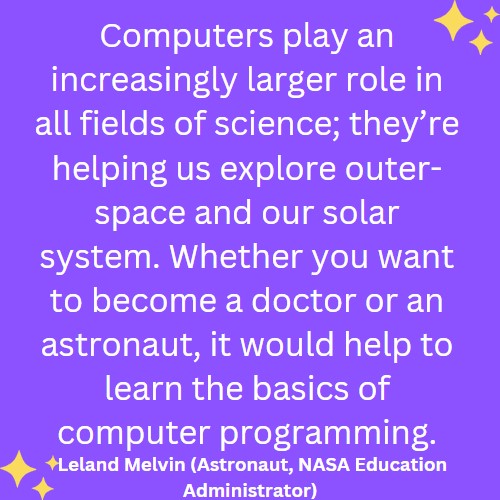 Computers play an
increasingly larger role in
all fields of science; they’re
helping us explore outer-
space and our solar
system. Whether you want
to become a doctor or an
astronaut, it would help to
learn the basics of
computer programming.
Leland Melvin (Astronaut, NASA Education
Administrator)